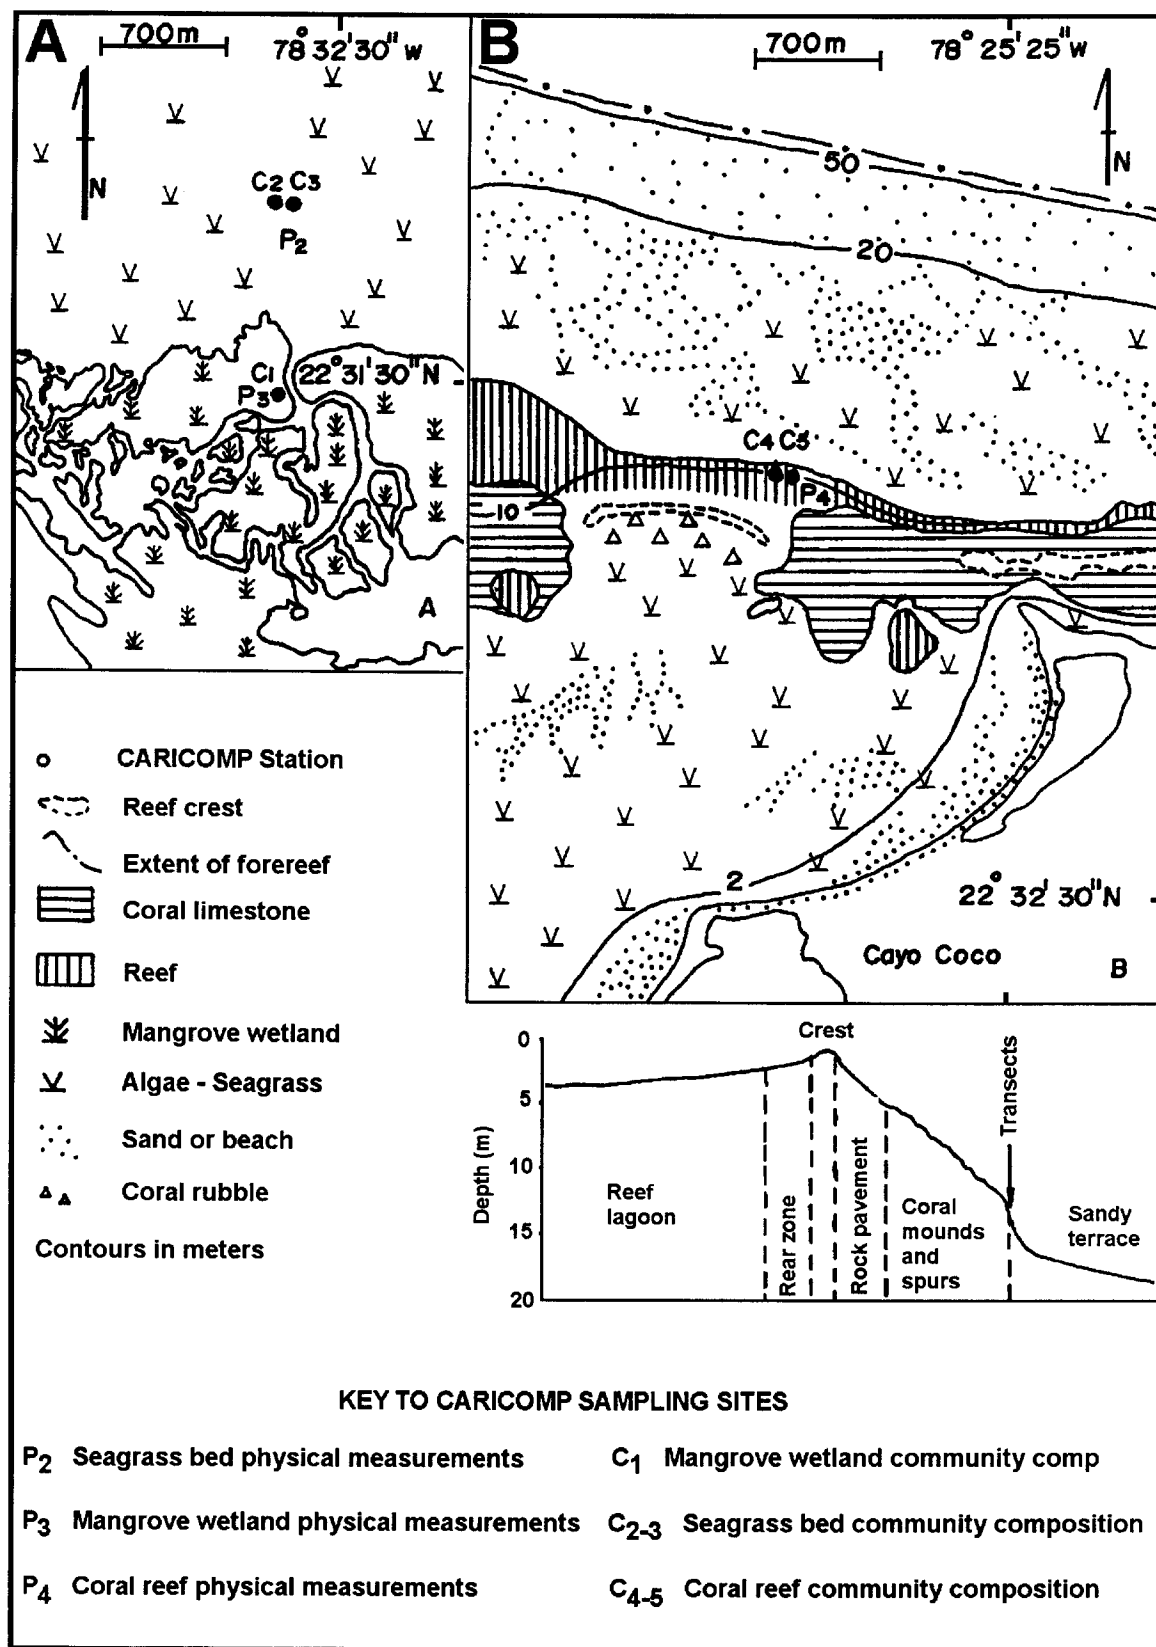 A
700m
78° 32' 30" W
N
C2 C3
P2
C1
P3
22° 31' 30" N
A
B
700m
78° 25' 25" W
N
50
20
C4 C5
P4
10
2
22° 32' 30" N
Cayo Coco
B
CARICOMP Station
Reef crest
Extent of forereef
Coral limestone
Reef
Mangrove wetland
Algae - Seagrass
Sand or beach
Coral rubble
Contours in meters
Crest
Transects
0
5
10
15
20
Depth (m)
Reef
lagoon
Rear zone
Rock pavement
Coral
mounds
and
spurs
Sandy
terrace
KEY TO CARICOMP SAMPLING SITES
P2 Seagrass bed physical measurements
C1 Mangrove wetland community comp
P3 Mangrove wetland physical measurements
C2-3 Seagrass bed community composition
P4 Coral reef physical measurements
C4-5 Coral reef community composition